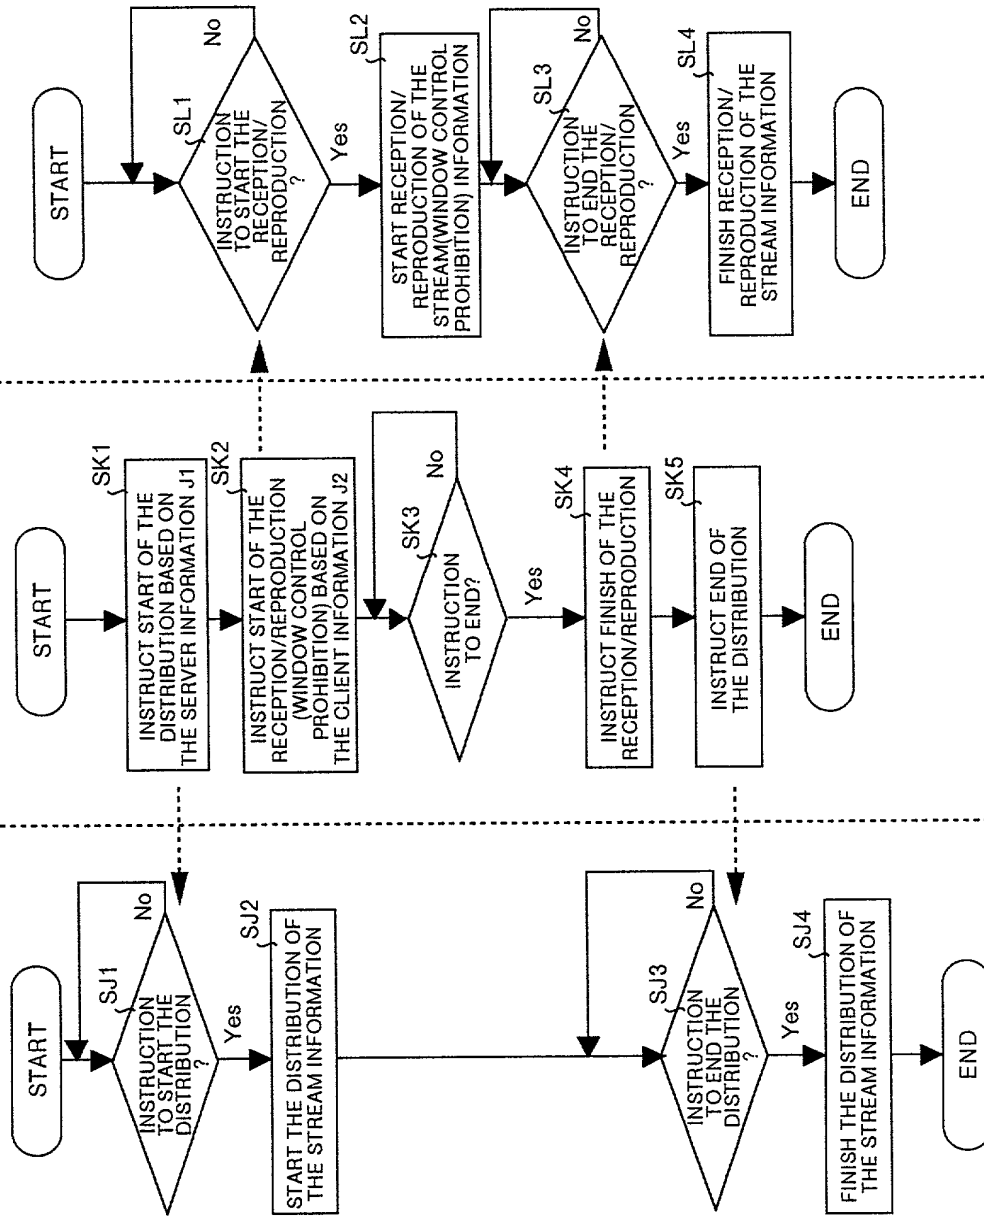 START
SJ1
INSTRUCTION
TO START THE
DISTRIBUTION
?
No
Yes
SJ2
START THE DISTRIBUTION OF
THE STREAM INFORMATION
SJ3
INSTRUCTION
TO END THE
DISTRIBUTION
?
No
Yes
SJ4
FINISH THE DISTRIBUTION OF
THE STREAM INFORMATION
END
START
SK1
INSTRUCT START OF THE
DISTRIBUTION BASED ON
THE SERVER INFORMATION J1
SK2
INSTRUCT START OF THE
RECEPTION/REPRODUCTION
(WINDOW CONTROL
PROHIBITION) BASED ON
THE CLIENT INFORMATION J2
SK3
INSTRUCTION
TO END?
No
Yes
SK4
INSTRUCT FINISH OF THE
RECEPTION/REPRODUCTION
SK5
INSTRUCT END OF
THE DISTRIBUTION
END
START
SL1
INSTRUCTION
TO START THE
RECEPTION/
REPRODUCTION
?
No
Yes
SL2
START RECEPTION/
REPRODUCTION OF THE
STREAM(WINDOW CONTROL
PROHIBITION) INFORMATION
SL3
INSTRUCTION
TO END THE
RECEPTION/
REPRODUCTION
?
No
Yes
SL4
FINISH RECEPTION/
REPRODUCTION OF THE
STREAM INFORMATION
END